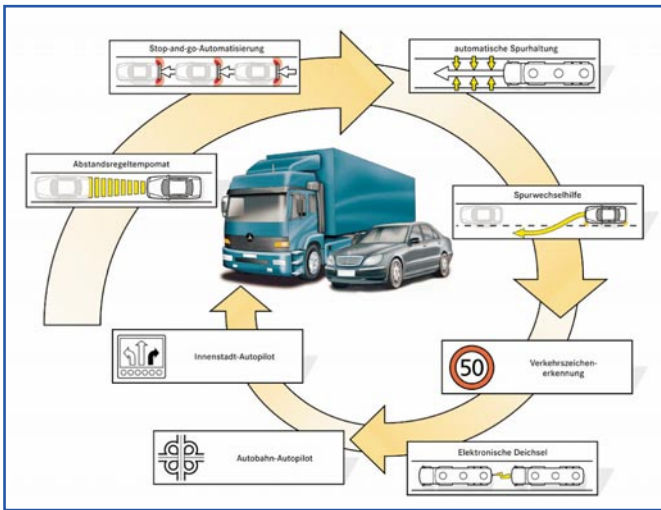 Stop-and-go-Automatisierung
automatische Spurhaltung
Abstandsregeltempomat
Spurwechselhilfe
Innenstadt-Autopilot
50
Verkehrszeichen-
erkennung
Autobahn-Autopilot
Elektronische Deichsel